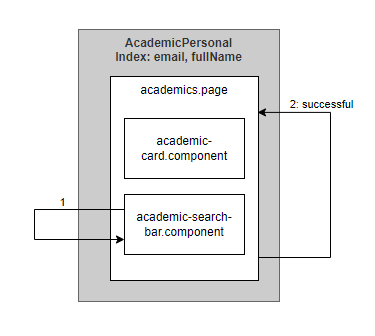 AcademicPersonal
Index: email, fullName
academics.page
2: successful
academic-
card.component
1
academic-search-
bar.component